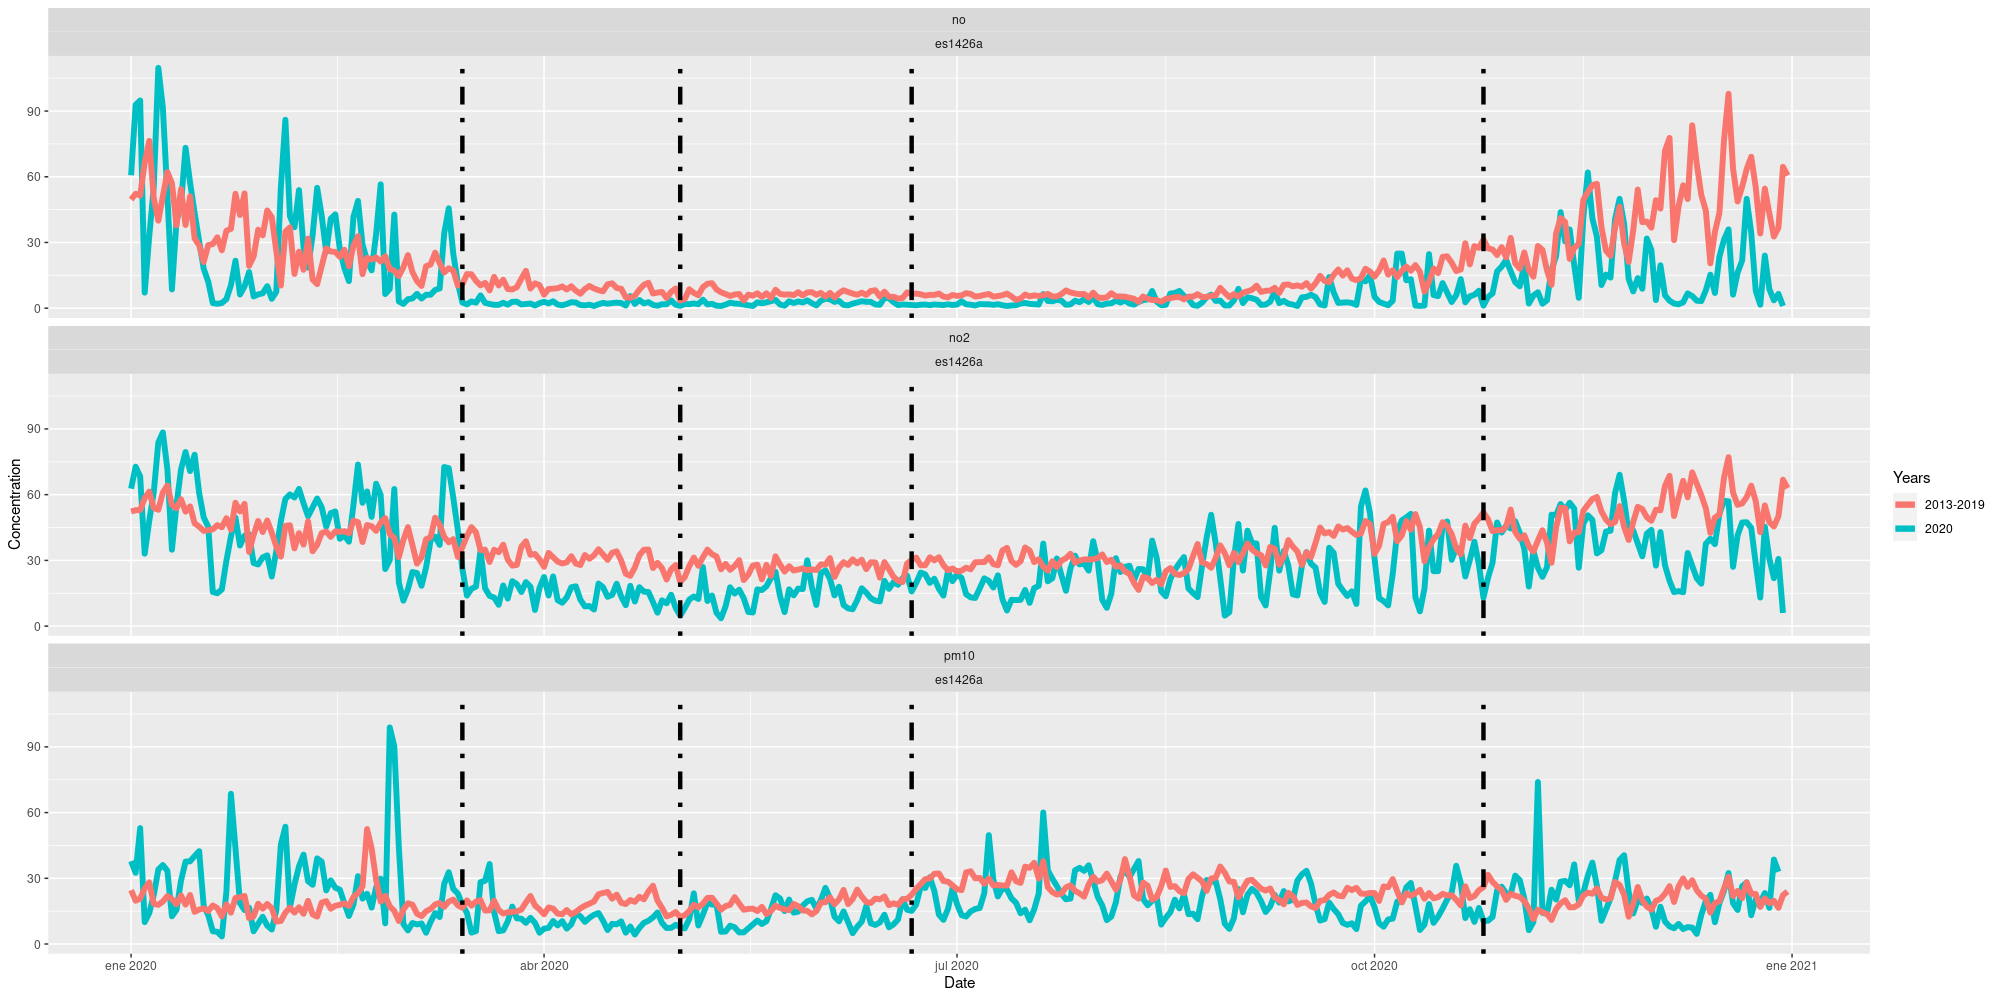 no
es1426a
90
60
30
0
no2
es1426a
90
60
30
0
pm10
es1426a
90
60
30
0
Concentration
ene 2020
abr 2020
jul 2020
oct 2020
ene 2021
Date
Years
2013-2019
2020